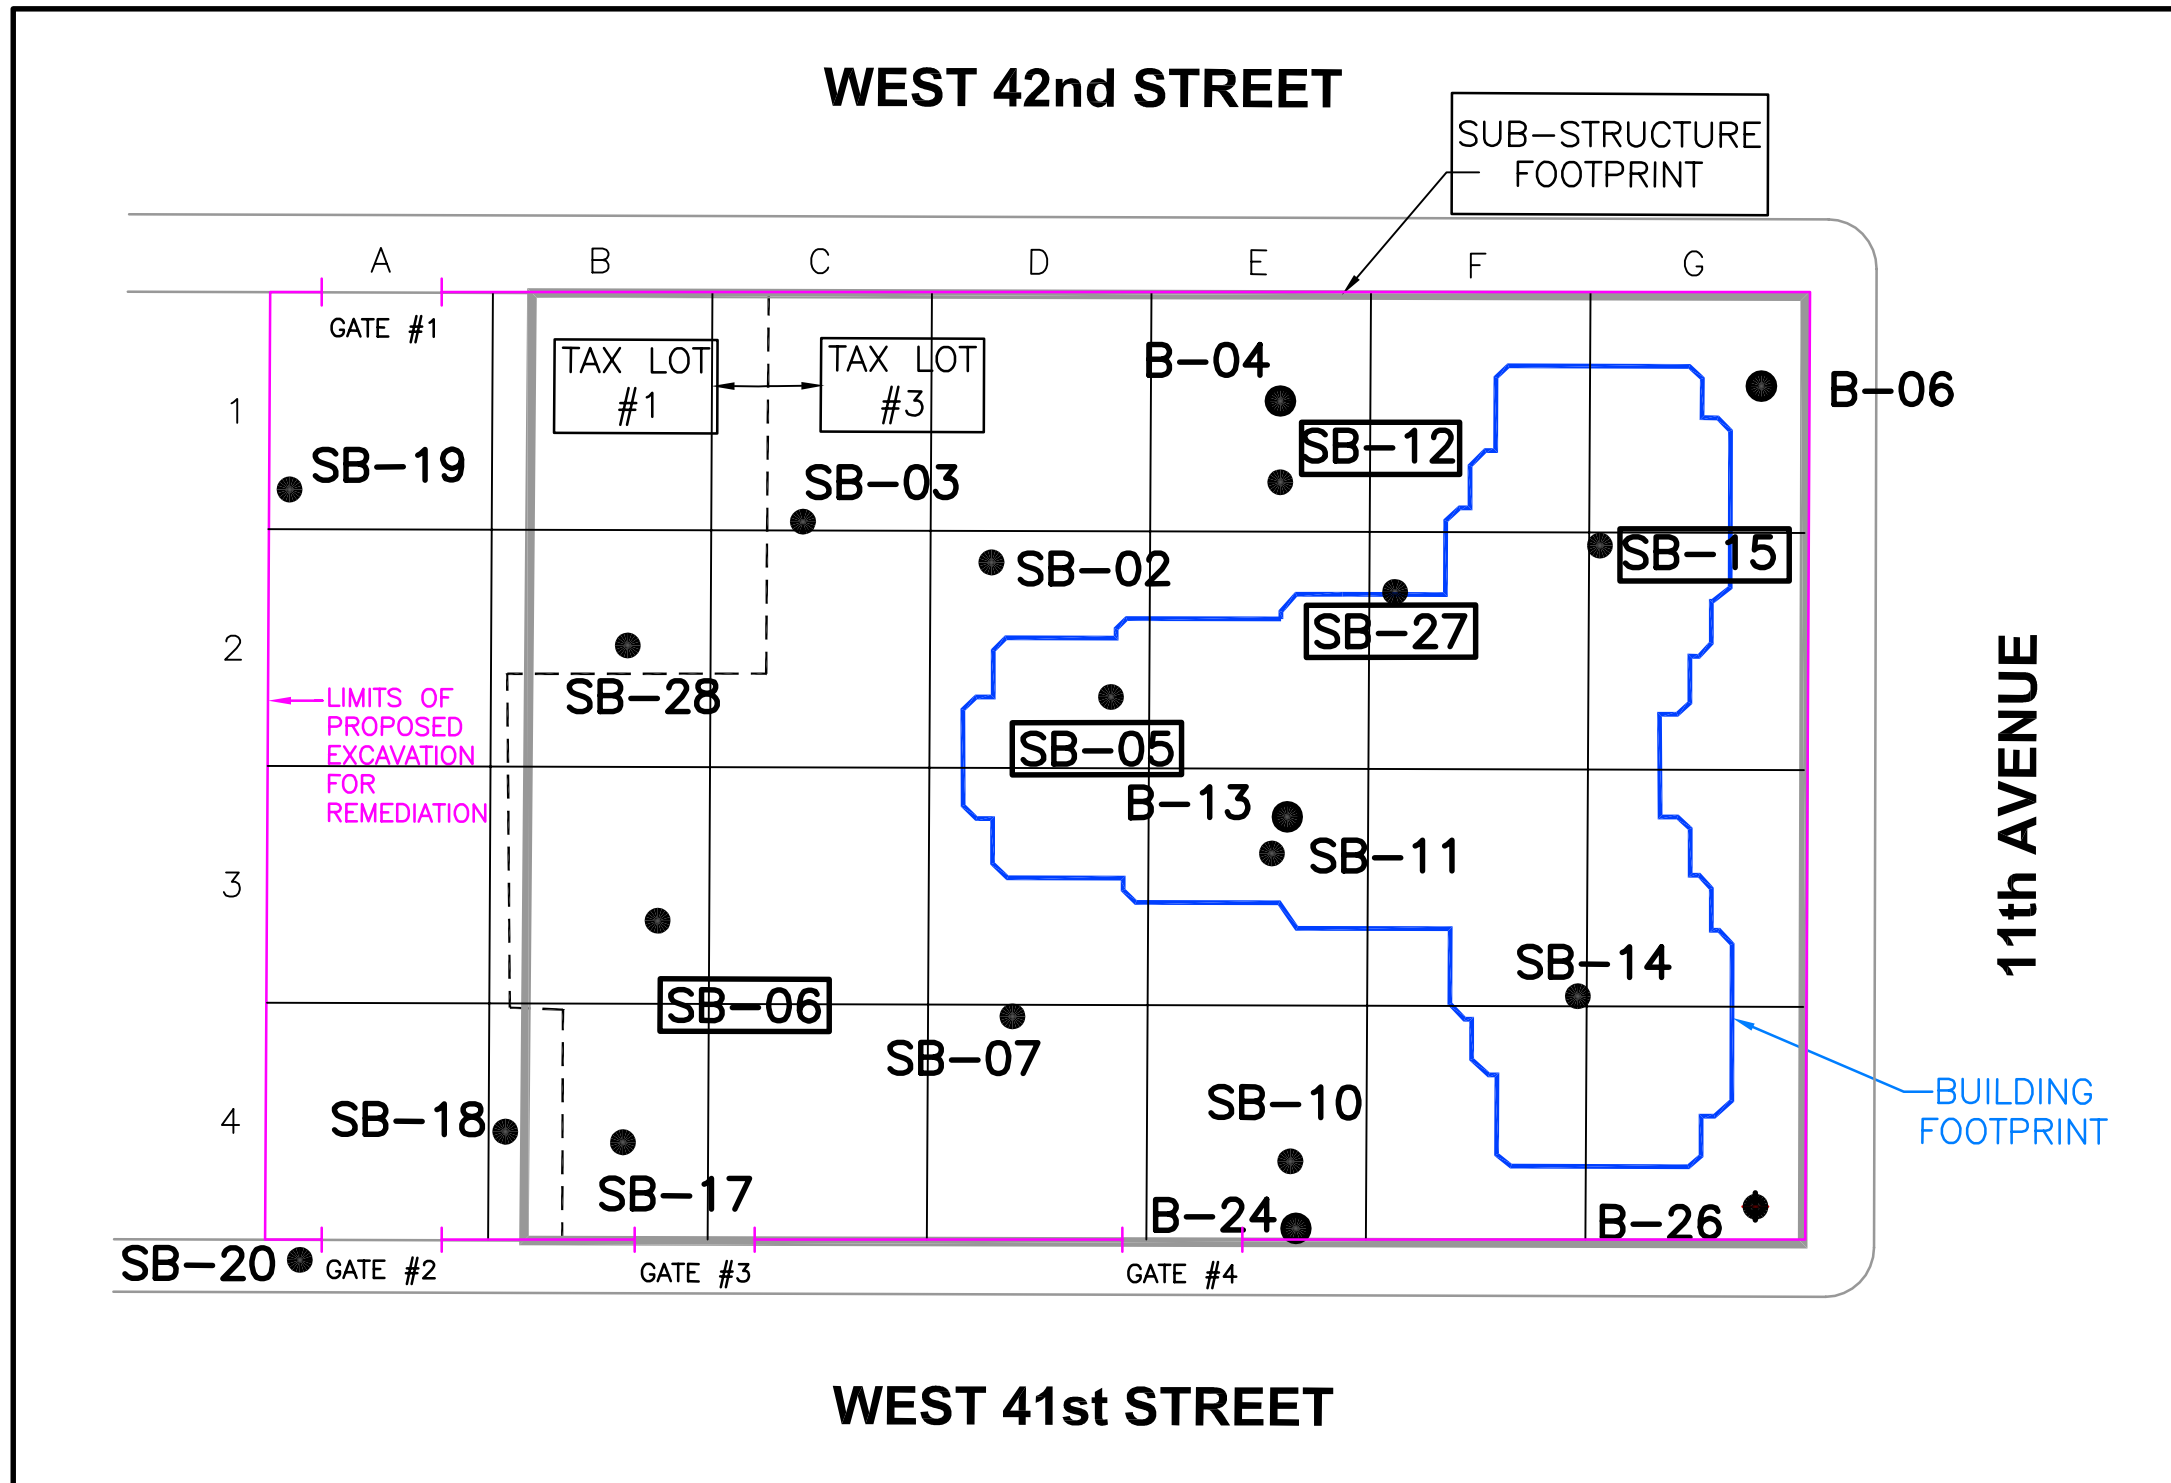 WEST 42nd STREET
SUB-STRUCTURE
FOOTPRINT
A B C D E F G
GATE #1
TAX LOT
#1
TAX LOT
#3
B-04
B-06
1
SB-12
SB-19
SB-03
SB-02
SB-15
SB-27
2
SB-28
LIMITS OF
PROPOSED
EXCAVATION
FOR
REMEDIATION
SB-05
B-13
SB-11
11th AVENUE
3
SB-14
SB-06
SB-07
SB-10
BUILDING
FOOTPRINT
4
SB-18
SB-17
B-24
B-26
SB-20
GATE #2
GATE #3
GATE #4
WEST 41st STREET